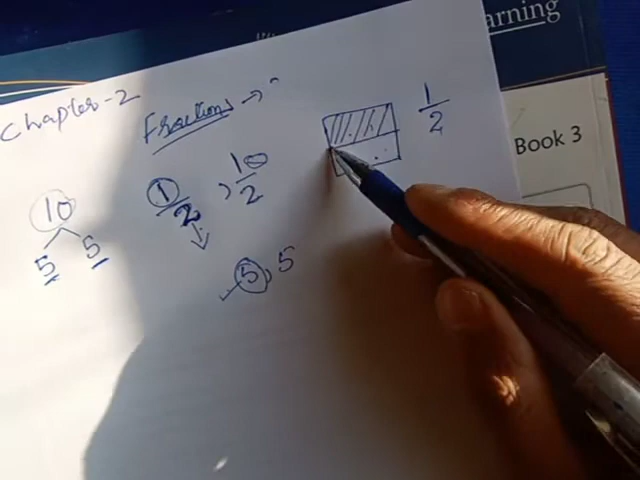 arning
Book 3
Chapter-2
Fractions →
10
5 5
1/2 , 10/2
5, 5
1/2